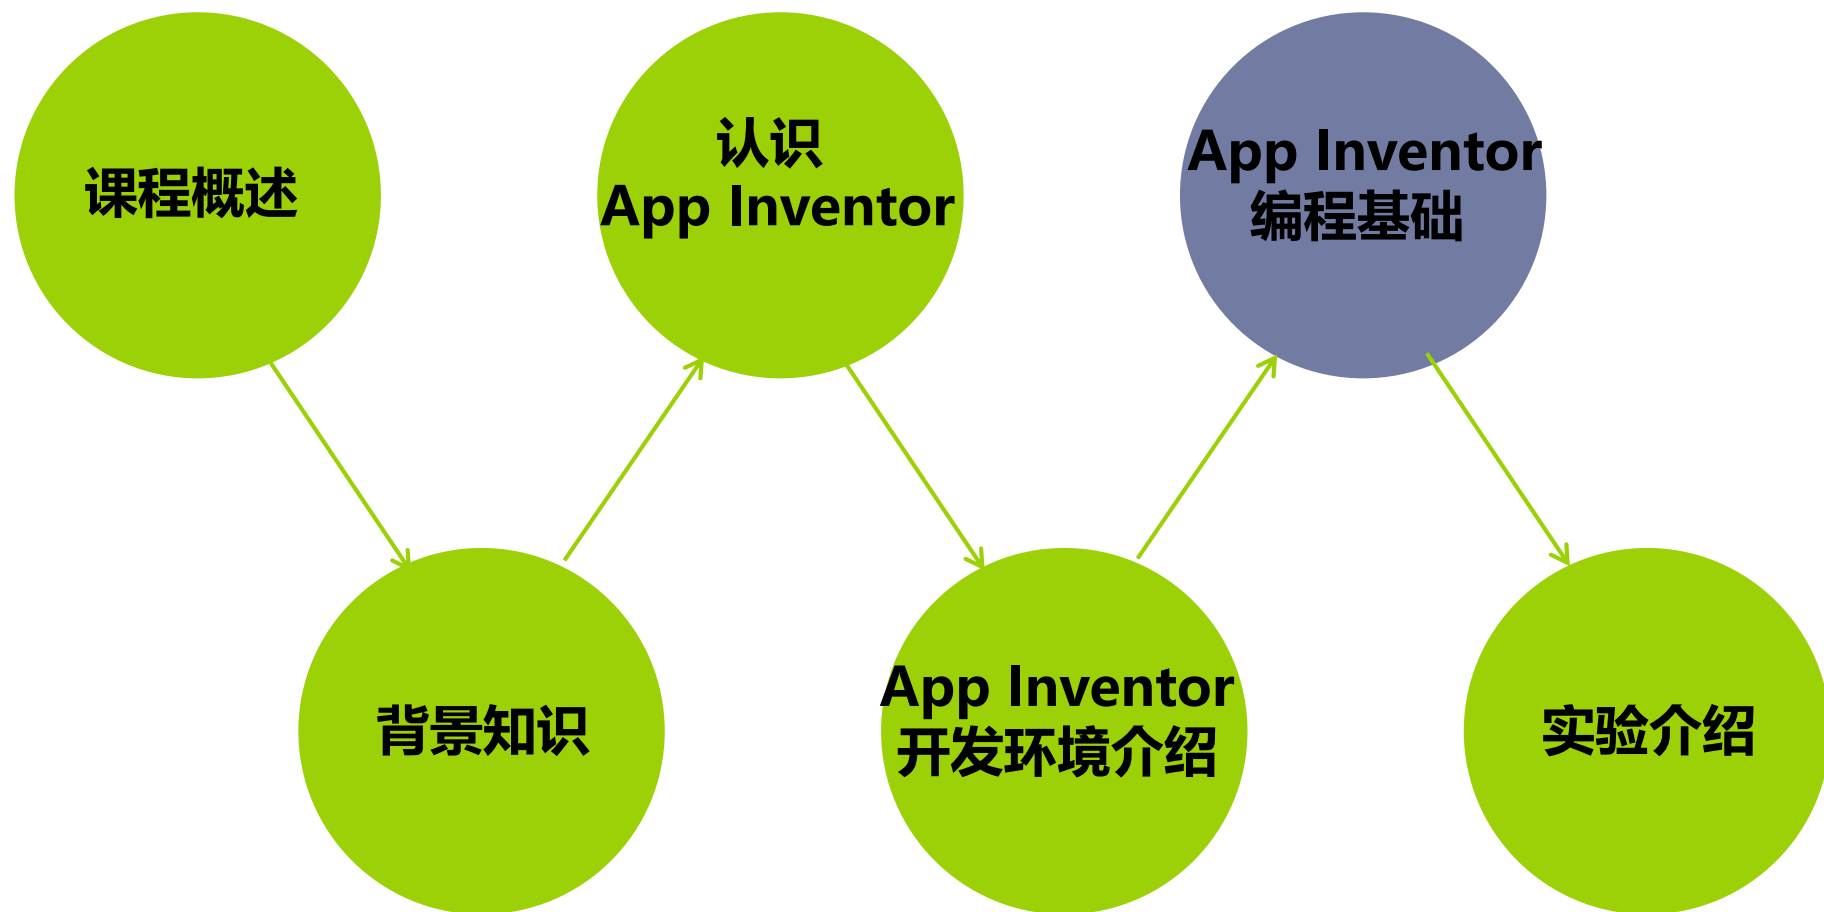 课程概述
背景知识
认识
App Inventor
App Inventor
开发环境介绍
App Inventor
编程基础
实验介绍